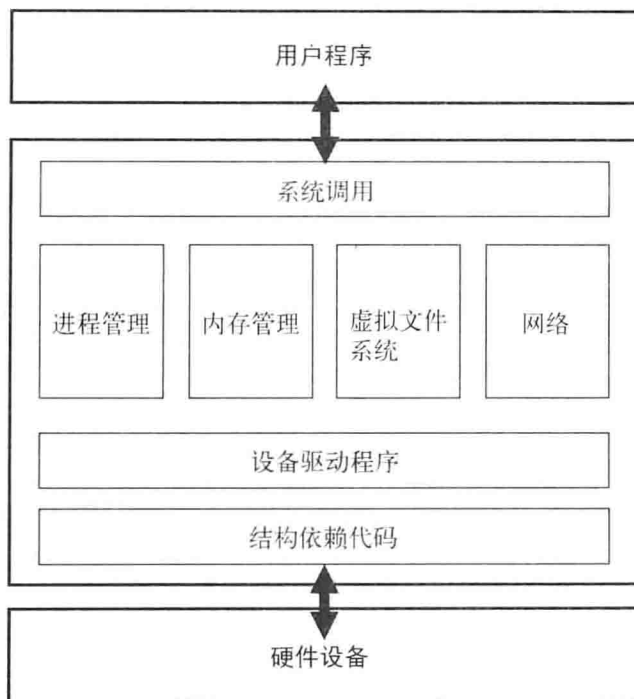 用户程序
系统调用
进程管理
内存管理
虚拟文件
系统
网络
设备驱动程序
结构依赖代码
硬件设备